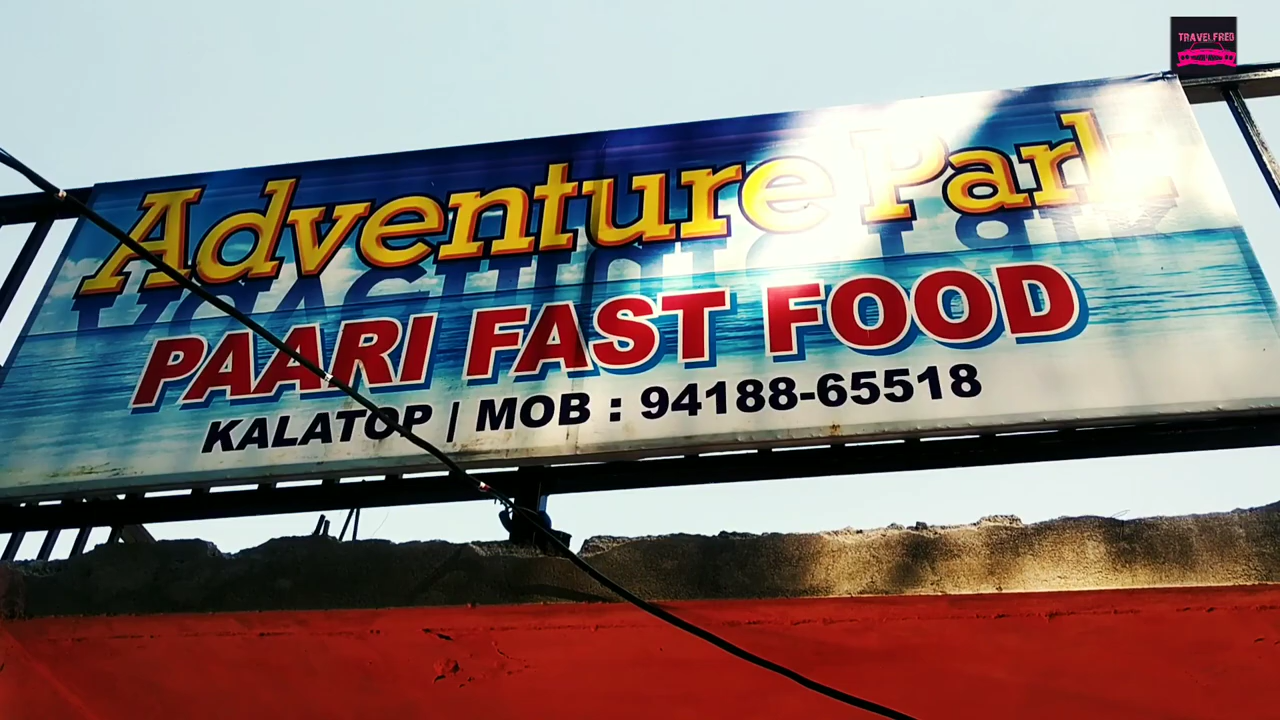 TRAVELFREQ
Adventure Park
PAARI FAST FOOD
KALATOP | MOB : 94188-65518